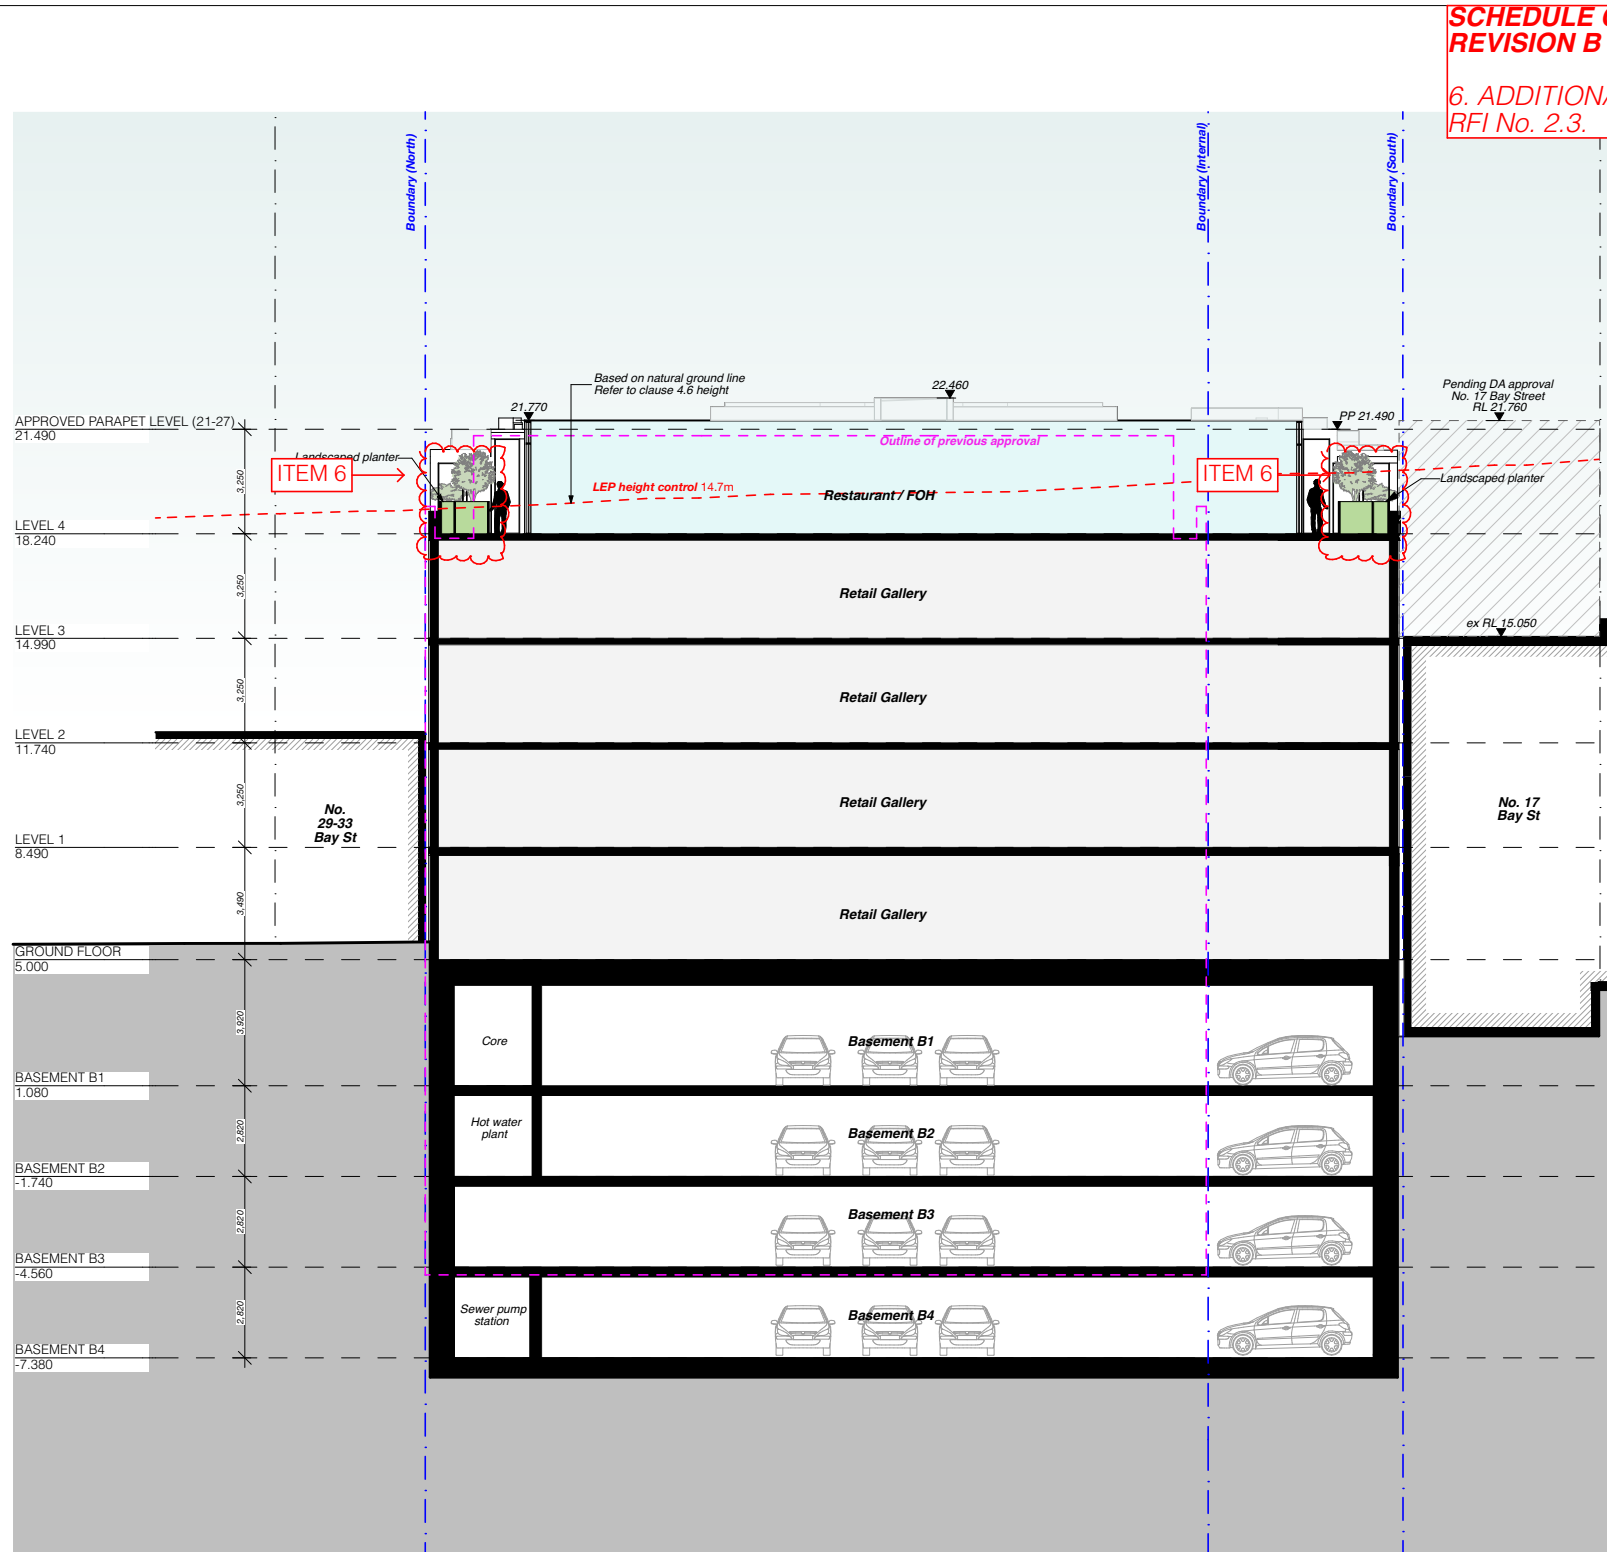 SCHEDULE
REVISION B
6. ADDITIONA
RFI No. 2.3.
Boundary (North)
Boundary (Internal)
Boundary (South)
Based on natural ground line
Refer to clause 4.6 height
22.460
21.770
PP 21.490
Pending DA approval
No. 17 Bay Street
RL 21.760
APPROVED PARAPET LEVEL (21-27)
21.490
Outline of previous approval
Landscaped planter
ITEM 6
ITEM 6
Landscaped planter
LEP height control 14.7m
Restaurant / FOH
3,250
LEVEL 4
18.240
3,250
Retail Gallery
ex RL 15.050
LEVEL 3
14.990
3,250
Retail Gallery
LEVEL 2
11.740
3,250
Retail Gallery
No.
29-33
Bay St
No. 17
Bay St
LEVEL 1
8.490
3,490
Retail Gallery
GROUND FLOOR
5.000
3,920
Core
Basement B1
BASEMENT B1
1.080
2,820
Hot water
plant
Basement B2
BASEMENT B2
-1.740
2,820
Basement B3
BASEMENT B3
-4.560
2,820
Sewer pump
station
Basement B4
BASEMENT B4
-7.380